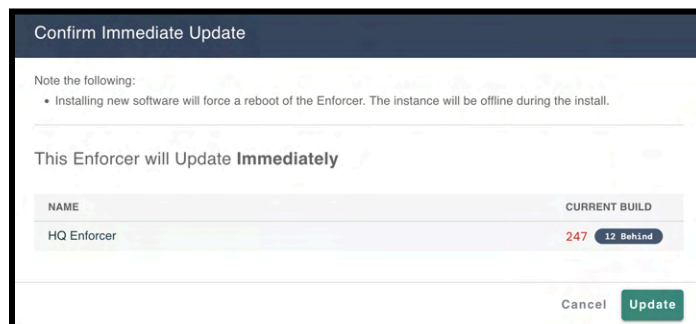 Confirm Immediate Update
Note the following:
• Installing new software will force a reboot of the Enforcer. The instance will be offline during the install.
This Enforcer will Update Immediately
NAME CURRENT BUILD
HQ Enforcer 247 12 Behind
Cancel Update